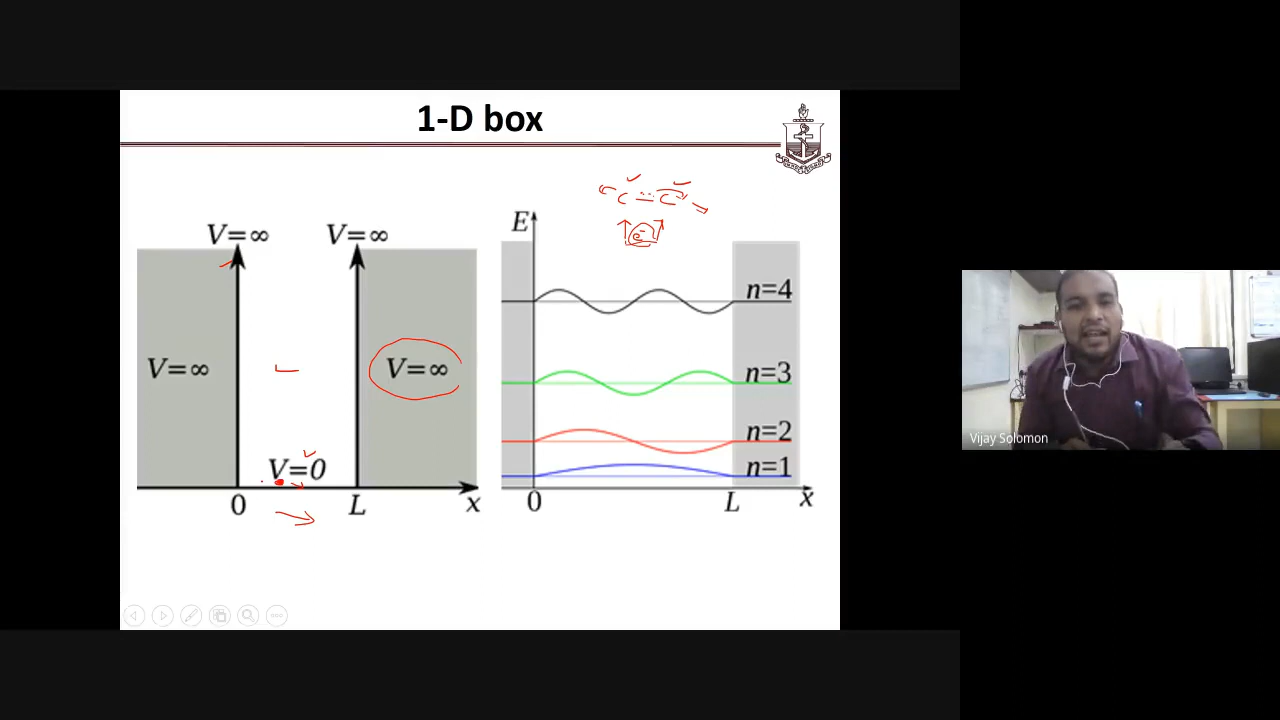 1-D box
V=∞ V=∞
V=∞
V=∞
V=0
0 L x
E
n=4
n=3
n=2
n=1
0 L x
c = c
e-
Vijay Solomon